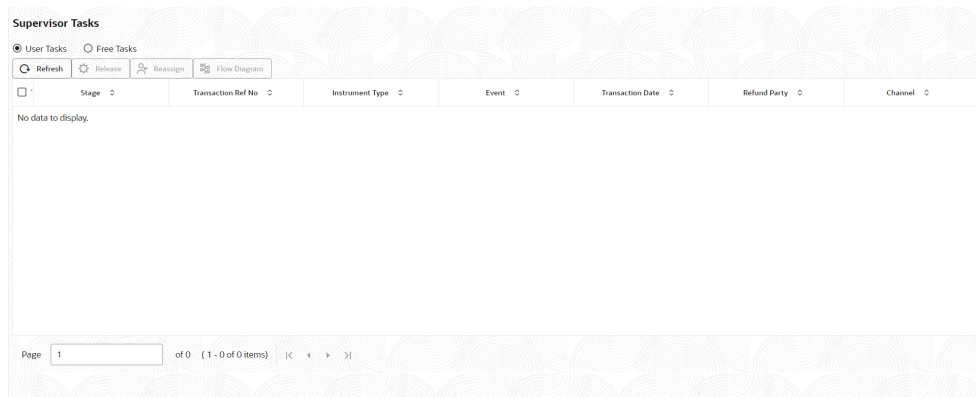 Supervisor Tasks
User Tasks Free Tasks
Refresh Release Reassign Flow Diagram
Stage Transaction Ref No Instrument Type Event Transaction Date Refund Party Channel
No data to display.
Page 1 of 0 ( 1 - 0 of 0 items)